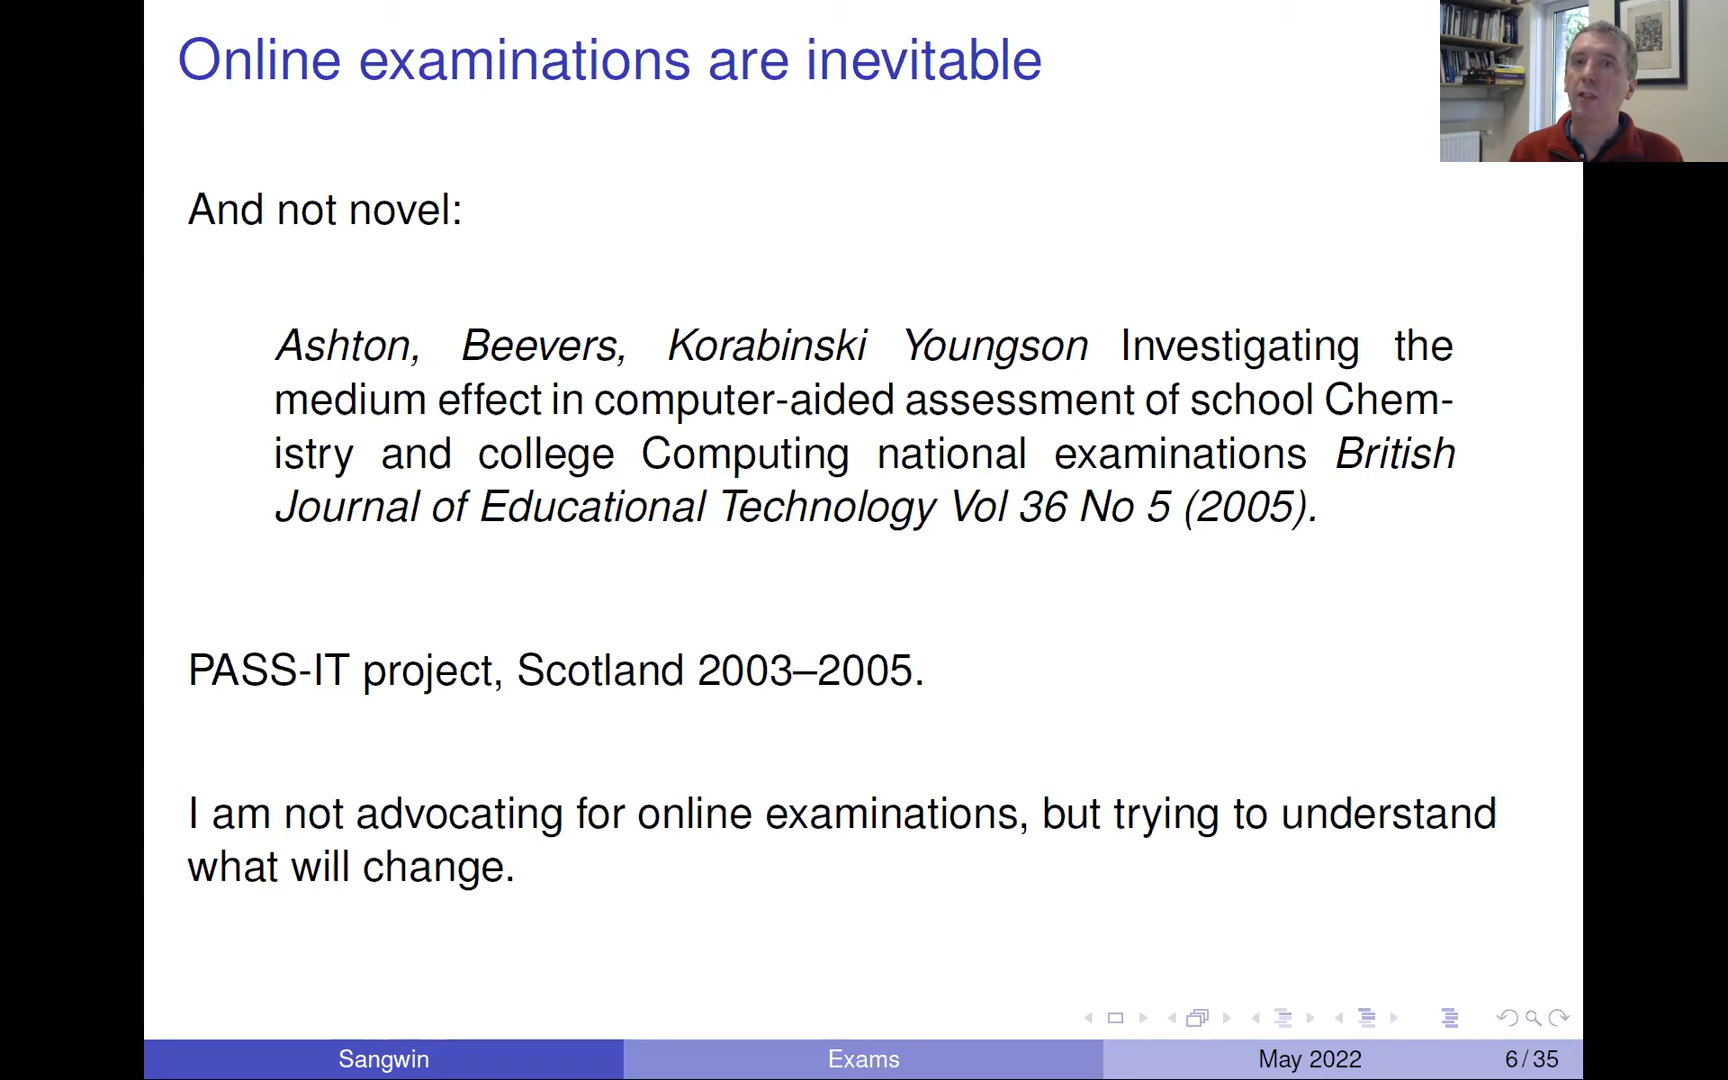 Online examinations are inevitable
And not novel:
Ashton, Beevers, Korabinski Youngson Investigating the
medium effect in computer-aided assessment of school Chem-
istry and college Computing national examinations British
Journal of Educational Technology Vol 36 No 5 (2005).
PASS-IT project, Scotland 2003–2005.
I am not advocating for online examinations, but trying to understand
what will change.
Sangwin Exams May 2022 6/35